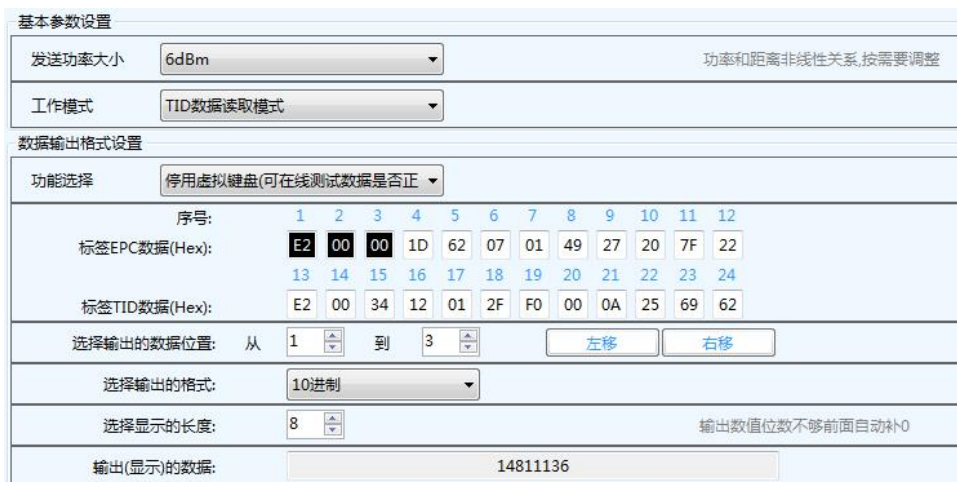 基本参数设置
发送功率大小 6dBm 功率和距离非线性关系,按需要调整
工作模式 TID数据读取模式
数据输出格式设置
功能选择 停用虚拟键盘(可在线测试数据是否正
序号: 1 2 3 4 5 6 7 8 9 10 11 12
标签EPC数据(Hex): E2 00 00 1D 62 07 01 49 27 20 7F 22
13 14 15 16 17 18 19 20 21 22 23 24
标签TID数据(Hex): E2 00 34 12 01 2F F0 00 0A 25 69 62
选择输出的数据位置: 从 1 到 3 左移 右移
选择输出的格式: 10进制
选择显示的长度: 8 输出数值位数不够前面自动补0
输出(显示)的数据: 14811136